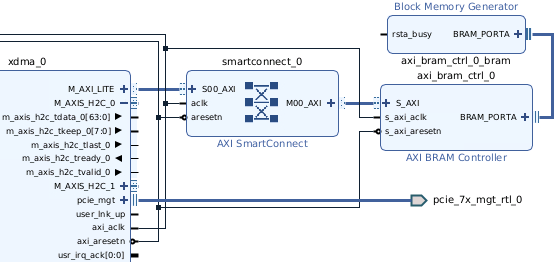 Block Memory Generator
rsta_busy
BRAM_PORTA
axi_bram_ctrl_0_bram
xdma_0
M_AXI_LITE
M_AXIS_H2C_0
m_axis_h2c_tdata_0[63:0]
m_axis_h2c_tkeep_0[7:0]
m_axis_h2c_tlast_0
m_axis_h2c_tready_0
m_axis_h2c_tvalid_0
M_AXIS_H2C_1
pcie_mgt
user_lnk_up
axi_aclk
axi_aresetn
usr_irq_ack[0:0]
smartconnect_0
S00_AXI
aclk
aresetn
M00_AXI
AXI SmartConnect
axi_bram_ctrl_0
S_AXI
s_axi_aclk
s_axi_aresetn
BRAM_PORTA
AXI BRAM Controller
pcie_7x_mgt_rtl_0